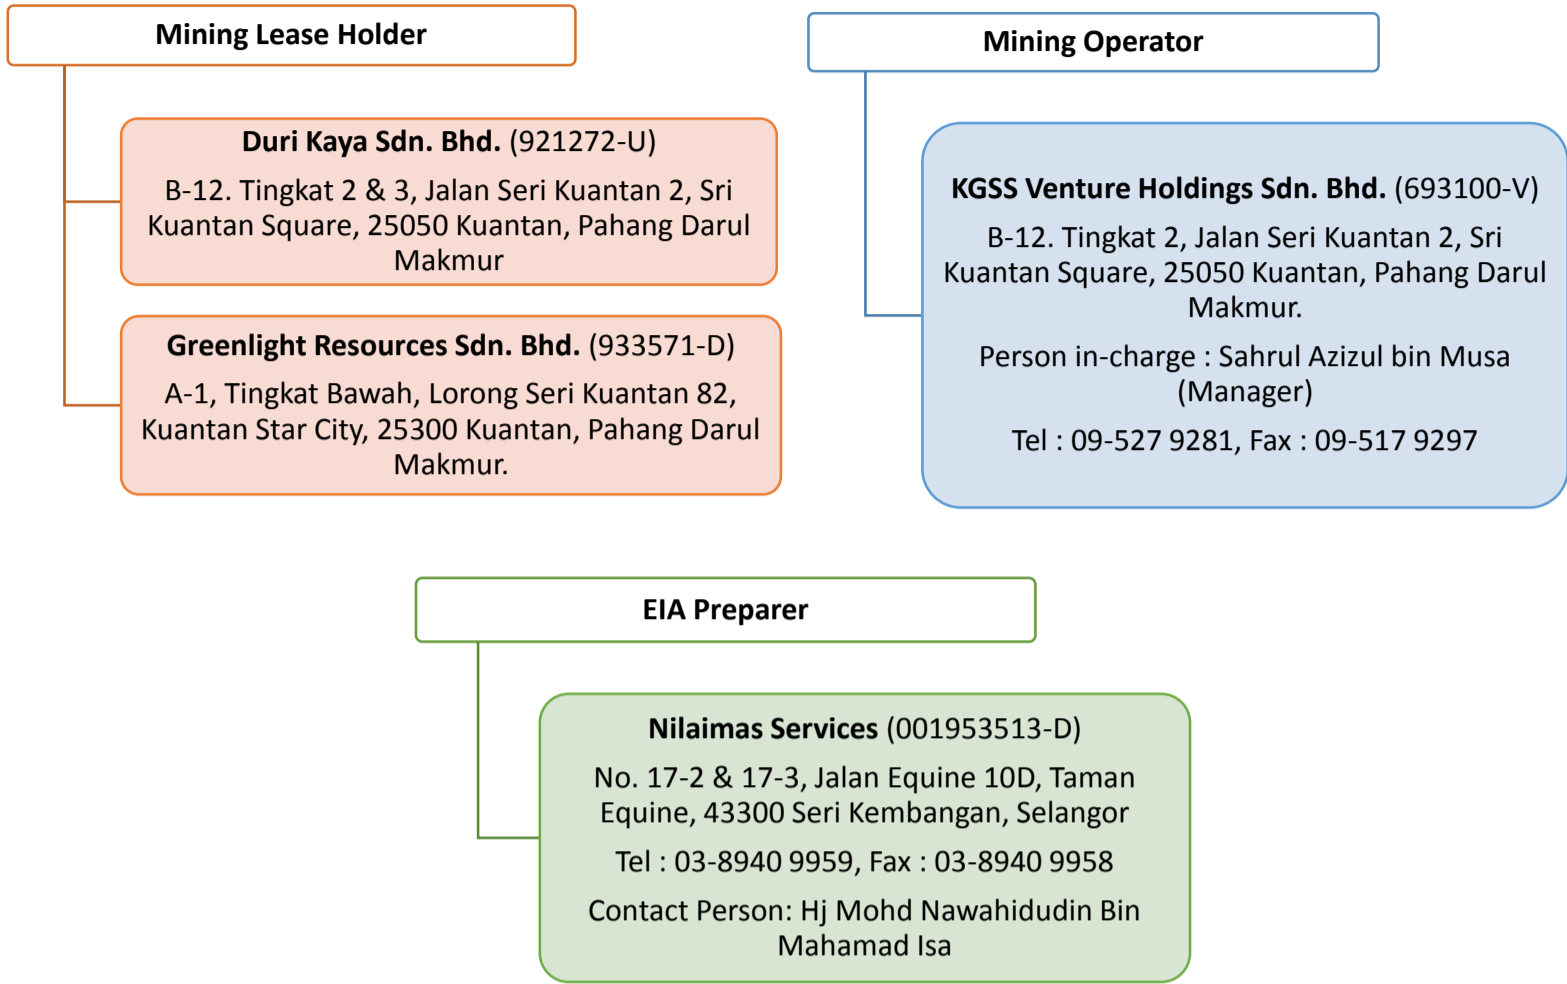 Mining Lease Holder
Duri Kaya Sdn. Bhd. (921272-U)
B-12. Tingkat 2 & 3, Jalan Seri Kuantan 2, Sri
Kuantan Square, 25050 Kuantan, Pahang Darul
Makmur
Greenlight Resources Sdn. Bhd. (933571-D)
A-1, Tingkat Bawah, Lorong Seri Kuantan 82,
Kuantan Star City, 25300 Kuantan, Pahang Darul
Makmur.
Mining Operator
KGSS Venture Holdings Sdn. Bhd. (693100-V)
B-12. Tingkat 2, Jalan Seri Kuantan 2, Sri
Kuantan Square, 25050 Kuantan, Pahang Darul
Makmur.
Person in-charge : Sahrul Azizul bin Musa
(Manager)
Tel : 09-527 9281, Fax : 09-517 9297
EIA Preparer
Nilaimas Services (001953513-D)
No. 17-2 & 17-3, Jalan Equine 10D, Taman
Equine, 43300 Seri Kembangan, Selangor
Tel : 03-8940 9959, Fax : 03-8940 9958
Contact Person: Hj Mohd Nawahidudin Bin
Mahamad Isa